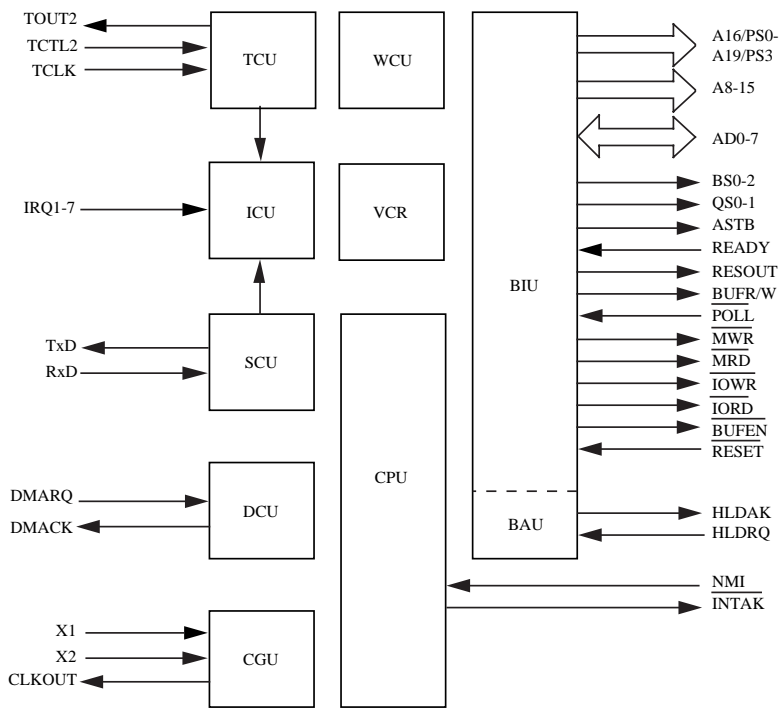 TOUT2
TCTL2
TCLK
TCU
WCU
A16/PS0-
A19/PS3
A8-15
AD0-7
IRQ1-7
ICU
VCR
BS0-2
QS0-1
ASTB
READY
RESOUT
BUFR/W
POLL
MWR
MRD
IOWR
IORD
BUFEN
RESET
BIU
TxD
RxD
SCU
CPU
DMARQ
DMACK
DCU
BAU
HLDAK
HLDRQ
NMI
INTAK
X1
X2
CLKOUT
CGU